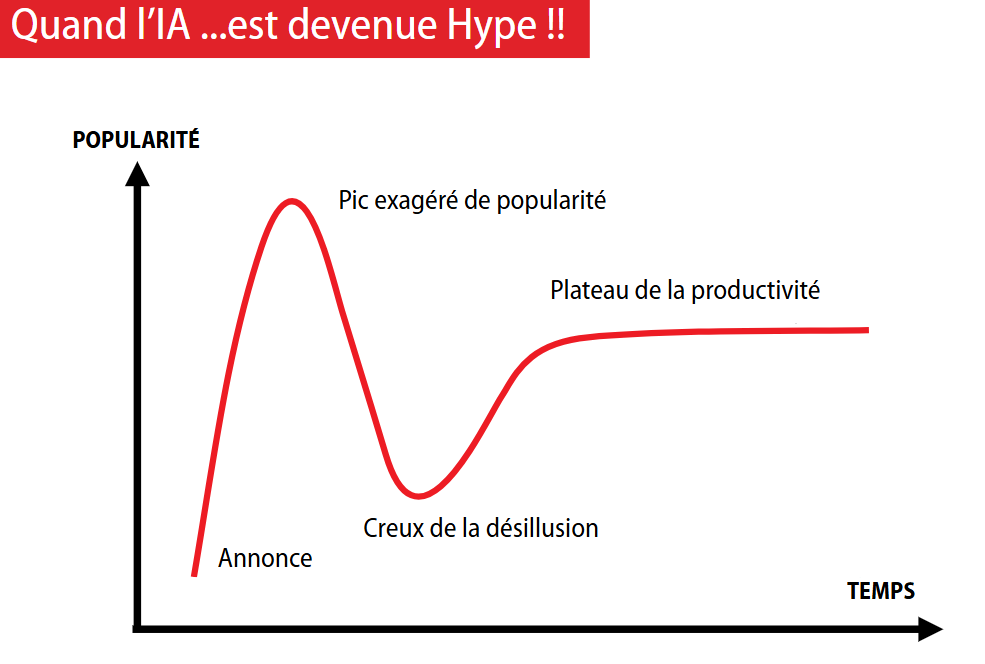 Quand l’IA ...est devenue Hype !!
POPULARITÉ
Pic exagéré de popularité
Plateau de la productivité
Creux de la désillusion
Annonce
TEMPS